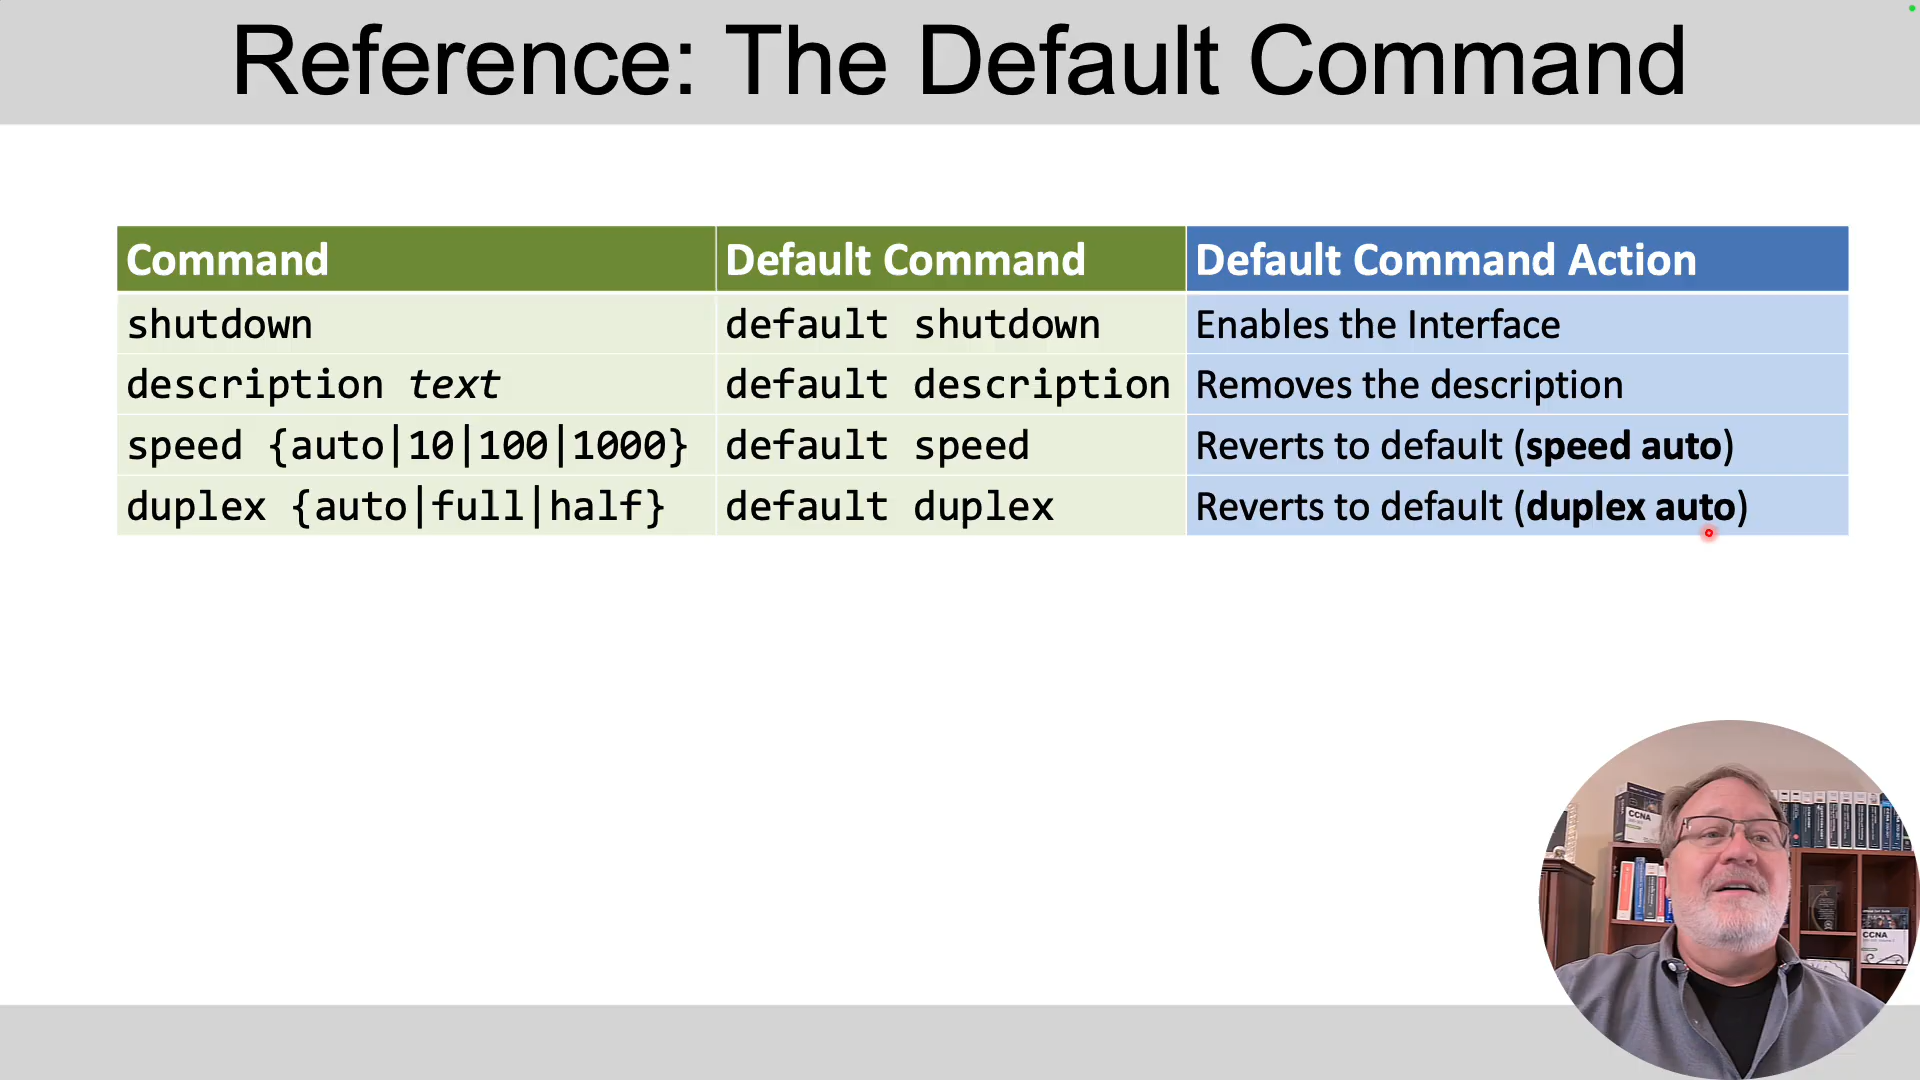 Reference: The Default Command
Command Default Command Default Command Action
shutdown default shutdown Enables the Interface
description text default description Removes the description
speed {auto|10|100|1000} default speed Reverts to default (speed auto)
duplex {auto|full|half} default duplex Reverts to default (duplex auto)
CCNA
CCNA